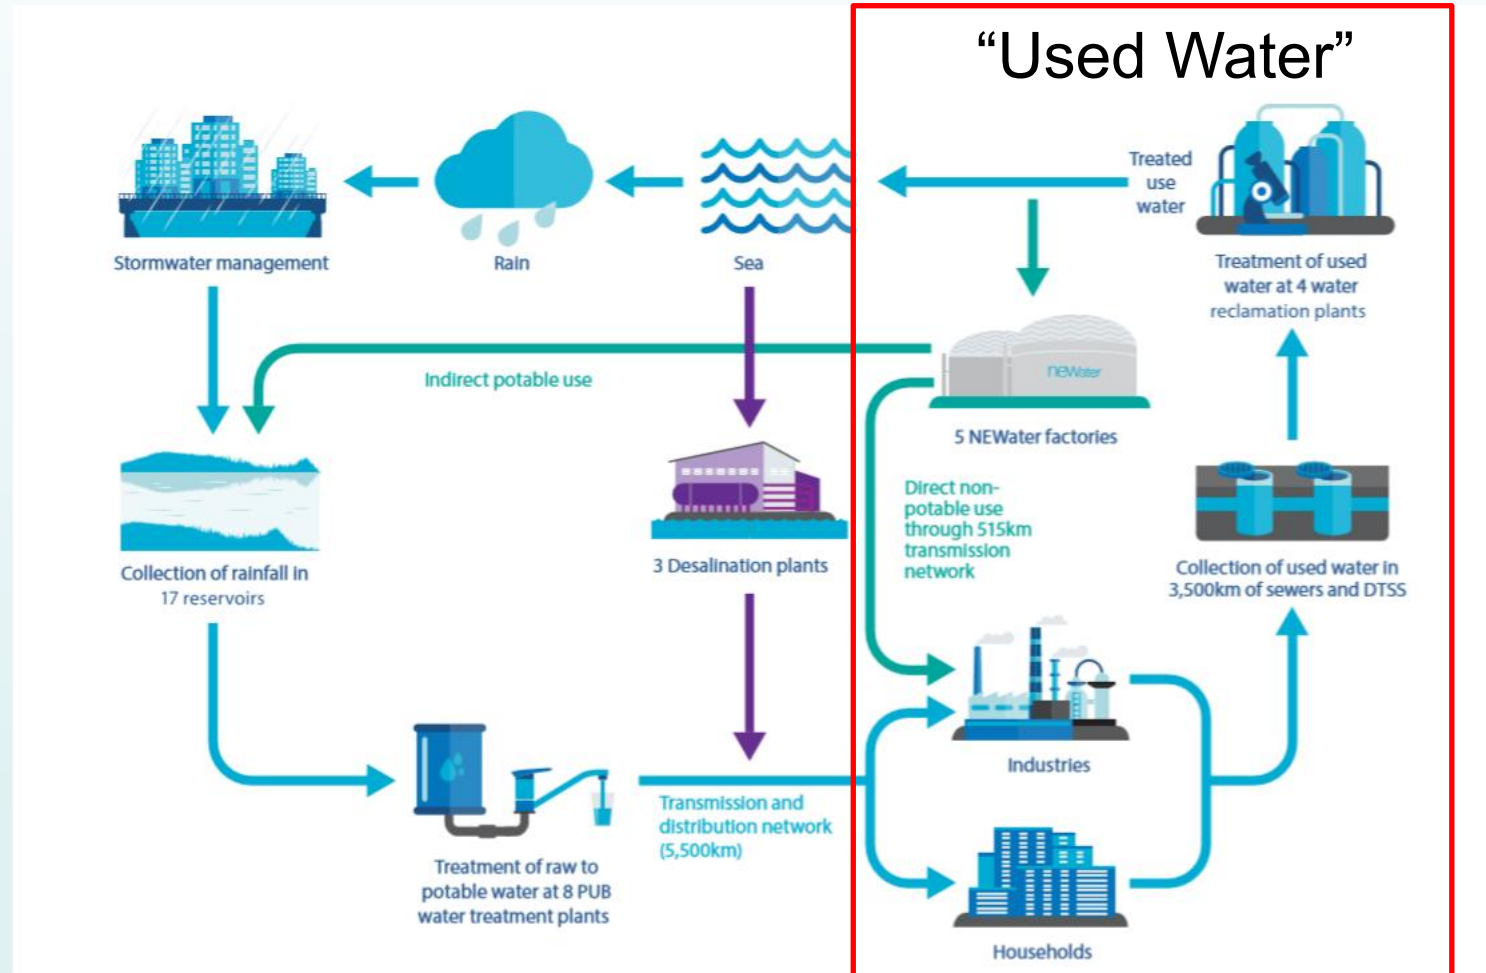 “Used Water”
Treated
use
water
Stormwater management
Rain
Sea
Treatment of used
water at 4 water
reclamation plants
Indirect potable use
newater
5 NEWater factories
Direct non-
potable use
through 515km
transmission
network
Collection of rainfall in
17 reservoirs
3 Desalination plants
Collection of used water in
3,500km of sewers and DTSS
Industries
Transmission and
distribution network
(5,500km)
Treatment of raw to
potable water at 8 PUB
water treatment plants
Households